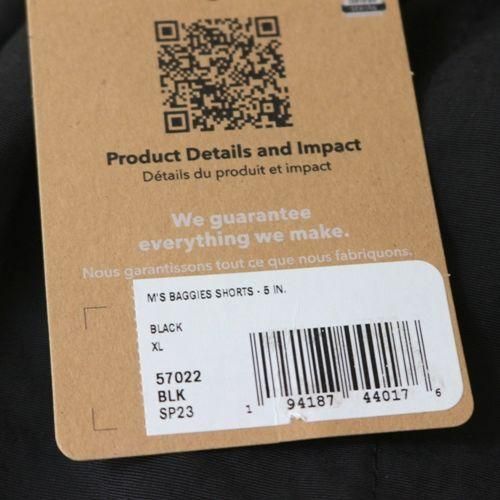 Product Details and Impact
Détails du produit et impact
We guarantee
everything we make.
Nous garantissons tout ce que nous fabriquons.
M'S BAGGIES SHORTS - 5 IN.
BLACK
XL
57022
BLK
SP23
1 94187 44017 6